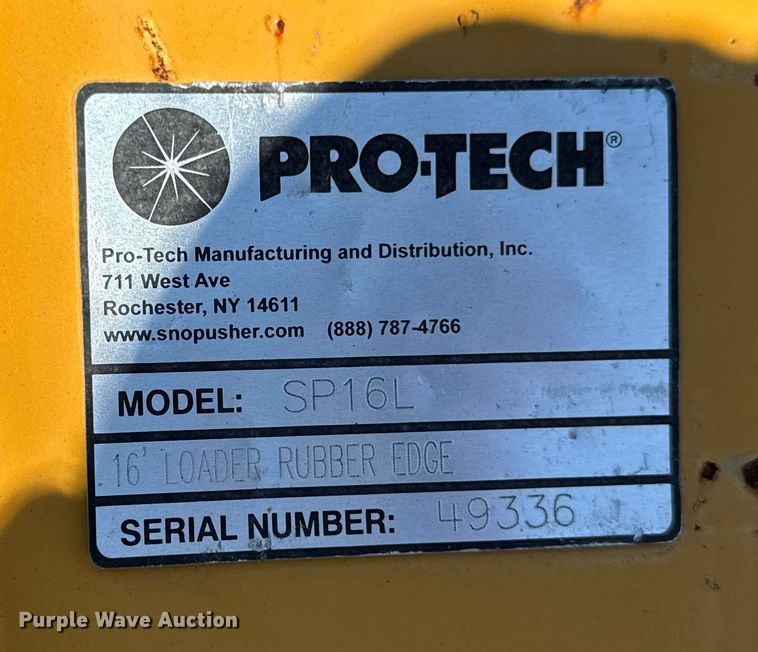 PRO-TECH®
Pro-Tech Manufacturing and Distribution, Inc.
711 West Ave
Rochester, NY 14611
www.snopusher.com (888) 787-4766
MODEL: SP16L
16' LOADER RUBBER EDGE
SERIAL NUMBER: 49336
Purple Wave Auction